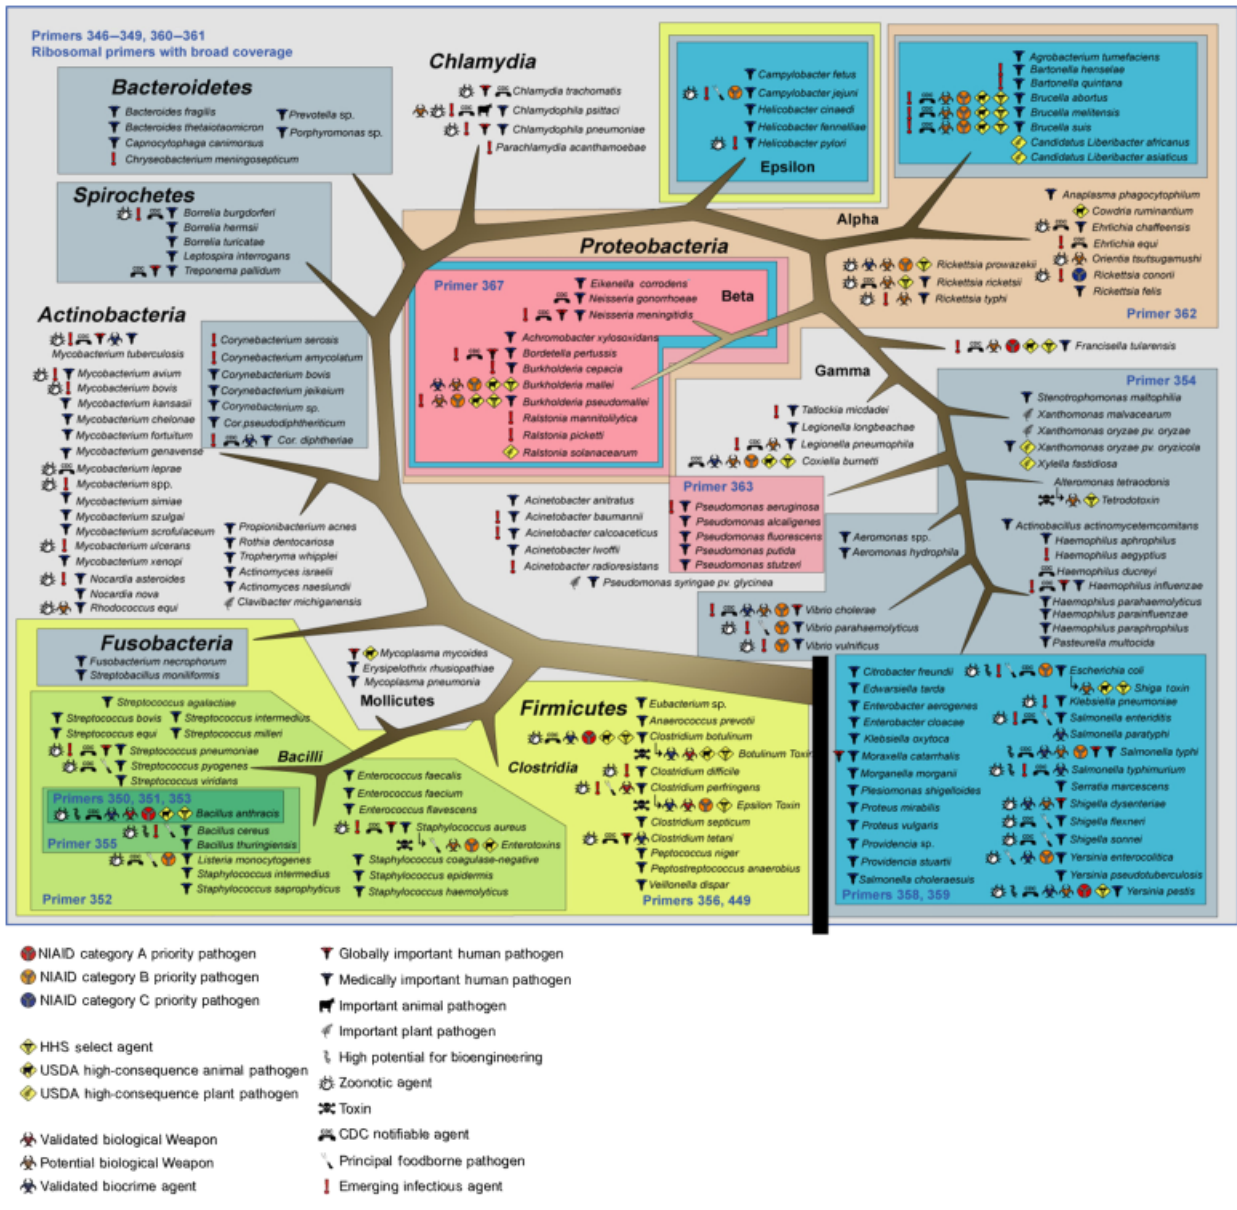 Primers 346–349, 360–361
Ribosomal primers with broad coverage
Bacteroidetes
Bacteroides fragilis
Bacteroides thetaiotaomicron
Capnocytophaga canimorsus
Chryseobacterium meningosepticum
Prevotella sp.
Porphyromonas sp.
Chlamydia
Chlamydia trachomatis
Chlamydophila psittaci
Chlamydophila pneumoniae
Parachlamydia acanthamoebae
Campylobacter fetus
Campylobacter jejuni
Helicobacter cinaedi
Helicobacter fennelliae
Helicobacter pylori
Epsilon
Agrobacterium tumefaciens
Bartonella henselae
Bartonella quintana
Brucella abortus
Brucella melitensis
Brucella suis
Candidatus Liberibacter africanus
Candidatus Liberibacter asiaticus
Spirochetes
Borrelia burgdorferi
Borrelia hermsii
Borrelia turicatae
Leptospira interrogans
Treponema pallidum
Proteobacteria
Alpha
Anaplasma phagocytophilum
Cowdria ruminantium
Ehrlichia chaffeensis
Ehrlichia equi
Orientia tsutsugamushi
Rickettsia conorii
Rickettsia felis
Rickettsia prowazekii
Rickettsia ricketsii
Rickettsia typhi
Primer 362
Primer 367
Beta
Eikenella corrodens
Neisseria gonorrhoeae
Neisseria meningitidis
Achromobacter xylosoxidans
Bordetella pertussis
Burkholderia cepacia
Burkholderia mallei
Burkholderia pseudomallei
Ralstonia mannitolilytica
Ralstonia picketti
Ralstonia solanacearum
Actinobacteria
Mycobacterium tuberculosis
Mycobacterium avium
Mycobacterium bovis
Mycobacterium kansasii
Mycobacterium chelonae
Mycobacterium fortuitum
Mycobacterium genavense
Mycobacterium leprae
Mycobacterium spp.
Mycobacterium simiae
Mycobacterium szulgai
Mycobacterium scrofulaceum
Mycobacterium ulcerans
Mycobacterium xenopi
Nocardia asteroides
Nocardia nova
Rhodococcus equi
Corynebacterium serosis
Corynebacterium amycolatum
Corynebacterium bovis
Corynebacterium jeikeium
Corynebacterium sp.
Cor.pseudodiphtheriticum
Cor. diphtheriae
Propionibacterium acnes
Rothia dentocariosa
Tropheryma whipplei
Actinomyces israelii
Actinomyces naeslundii
Clavibacter michiganensis
Gamma
Francisella tularensis
Tatlockia micdadei
Legionella longbeachae
Legionella pneumophila
Coxiella burnetti
Primer 354
Stenotrophomonas maltophilia
Xanthomonas malvacearum
Xanthomonas oryzae pv. oryzae
Xanthomonas oryzae pv. oryzicola
Xylella fastidiosa
Alteromonas tetraodonis
Tetrodotoxin
Primer 363
Pseudomonas aeruginosa
Pseudomonas alcaligenes
Pseudomonas fluorescens
Pseudomonas putida
Pseudomonas stutzeri
Pseudomonas syringae pv. glycinea
Acinetobacter anitratus
Acinetobacter baumannii
Acinetobacter calcoaceticus
Acinetobacter lwoffii
Acinetobacter radioresistans
Aeromonas spp.
Aeromonas hydrophila
Actinobacillus actinomycetemcomitans
Haemophilus aphrophilus
Haemophilus aegyptius
Haemophilus ducreyi
Haemophilus influenzae
Haemophilus parahaemolyticus
Haemophilus parainfluenzae
Haemophilus paraphrophilus
Pasteurella multocida
Vibrio cholerae
Vibrio parahaemolyticus
Vibrio vulnificus
Fusobacteria
Fusobacterium necrophorum
Streptobacillus moniliformis
Mycoplasma mycoides
Erysipelothrix rhusiopathiae
Mycoplasma pneumonia
Mollicutes
Streptococcus agalactiae
Streptococcus bovis
Streptococcus intermedius
Streptococcus equi
Streptococcus milleri
Streptococcus pneumoniae
Streptococcus pyogenes
Streptococcus viridans
Bacilli
Primers 350, 351, 353
Bacillus anthracis
Bacillus cereus
Bacillus thuringiensis
Primer 355
Listeria monocytogenes
Staphylococcus intermedius
Staphylococcus saprophyticus
Primer 352
Enterococcus faecalis
Enterococcus faecium
Enterococcus flavescens
Staphylococcus aureus
Enterotoxins
Staphylococcus coagulase-negative
Staphylococcus epidermis
Staphylococcus haemolyticus
Firmicutes
Clostridia
Eubacterium sp.
Anaerococcus prevotii
Clostridium botulinum
Botulinum Toxin
Clostridium difficile
Clostridium perfringens
Epsilon Toxin
Clostridium septicum
Clostridium tetani
Peptococcus niger
Peptostreptococcus anaerobius
Veillonella dispar
Primers 356, 449
Citrobacter freundii
Edwarsiella tarda
Enterobacter aerogenes
Enterobacter cloacae
Klebsiella oxytoca
Moraxella catarrhalis
Morganella morganii
Plesiomonas shigelloides
Proteus mirabilis
Proteus vulgaris
Providencia sp.
Providencia stuartii
Salmonella choleraesuis
Primers 358, 359
Escherichia coli
Shiga toxin
Klebsiella pneumoniae
Salmonella enteriditis
Salmonella paratyphi
Salmonella typhi
Salmonella typhimurium
Serratia marcescens
Shigella dysenteriae
Shigella flexneri
Shigella sonnei
Yersinia enterocolitica
Yersinia pseudotuberculosis
Yersinia pestis
NIAID category A priority pathogen
NIAID category B priority pathogen
NIAID category C priority pathogen
HHS select agent
USDA high-consequence animal pathogen
USDA high-consequence plant pathogen
Validated biological Weapon
Potential biological Weapon
Validated biocrime agent
Globally important human pathogen
Medically important human pathogen
Important animal pathogen
Important plant pathogen
High potential for bioengineering
Zoonotic agent
Toxin
CDC notifiable agent
Principal foodborne pathogen
Emerging infectious agent